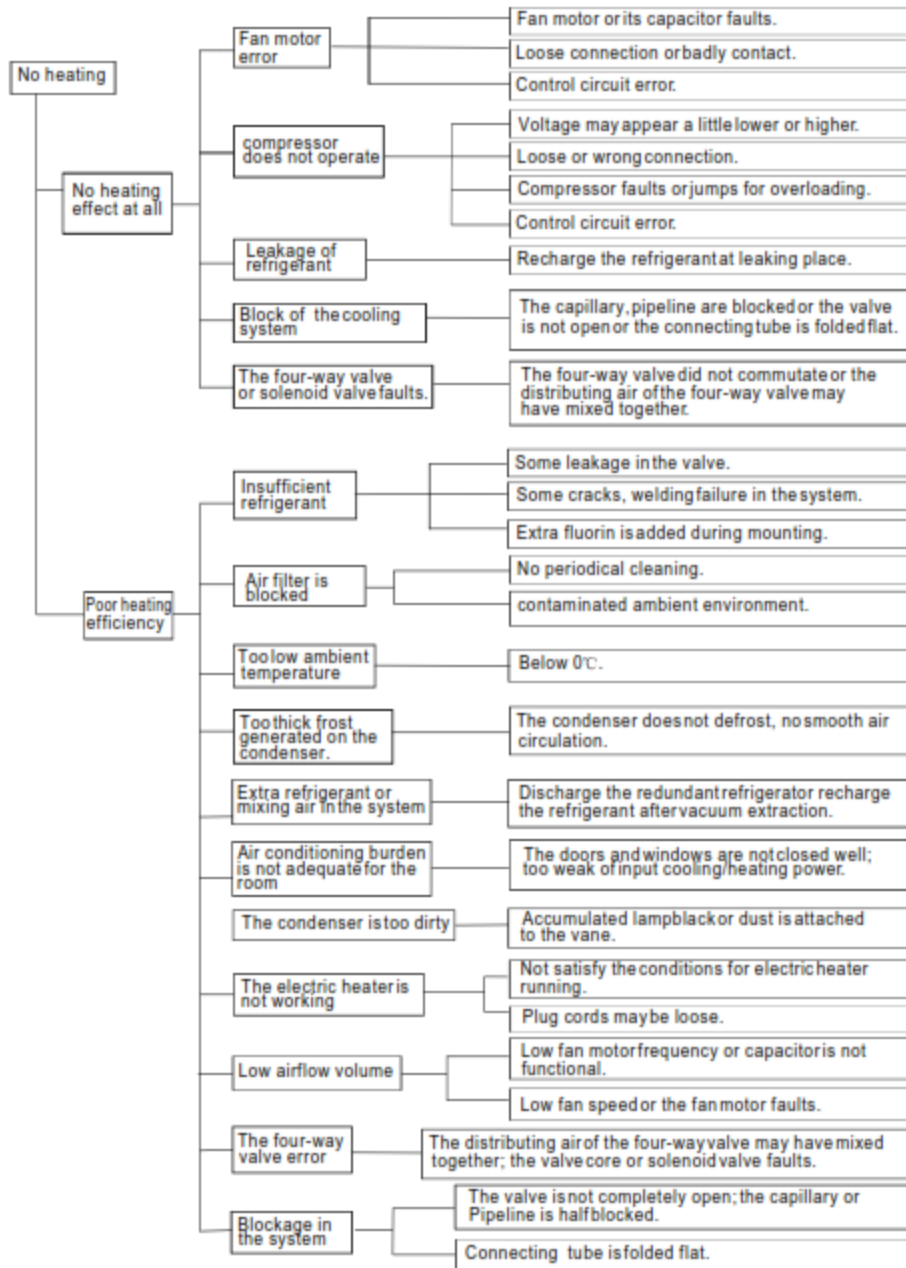 No heating
No heating
effect at all
Fan motor
error
Fan motor or its capacitor faults.
Loose connection or badly contact.
Control circuit error.
compressor
does not operate
Voltage may appear a little lower or higher.
Loose or wrong connection.
Compressor faults or jumps for overloading.
Control circuit error.
Leakage of
refrigerant
Recharge the refrigerant at leaking place.
Block of the cooling
system
The capillary, pipeline are blocked or the valve
is not open or the connecting tube is folded flat.
The four-way valve
or solenoid valve faults.
The four-way valve did not commutate or the
distributing air of the four-way valve may
have mixed together.
Poor heating
efficiency
Insufficient
refrigerant
Some leakage in the valve.
Some cracks, welding failure in the system.
Extra fluorin is added during mounting.
Air filter is
blocked
No periodical cleaning.
contaminated ambient environment.
Too low ambient
temperature
Below 0℃.
Too thick frost
generated on the
condenser.
The condenser does not defrost, no smooth air
circulation.
Extra refrigerant or
mixing air in the system
Discharge the redundant refrigerator recharge
the refrigerant after vacuum extraction.
Air conditioning burden
is not adequate for the
room
The doors and windows are not closed well;
too weak of input cooling/heating power.
The condenser is too dirty
Accumulated lampblack or dust is attached
to the vane.
The electric heater is
not working
Not satisfy the conditions for electric heater
running.
Plug cords may be loose.
Low airflow volume
Low fan motor frequency or capacitor is not
functional.
Low fan speed or the fan motor faults.
The four-way
valve error
The distributing air of the four-way valve may have mixed
together; the valve core or solenoid valve faults.
Blockage in
the system
The valve is not completely open; the capillary or
Pipeline is half blocked.
Connecting tube is folded flat.